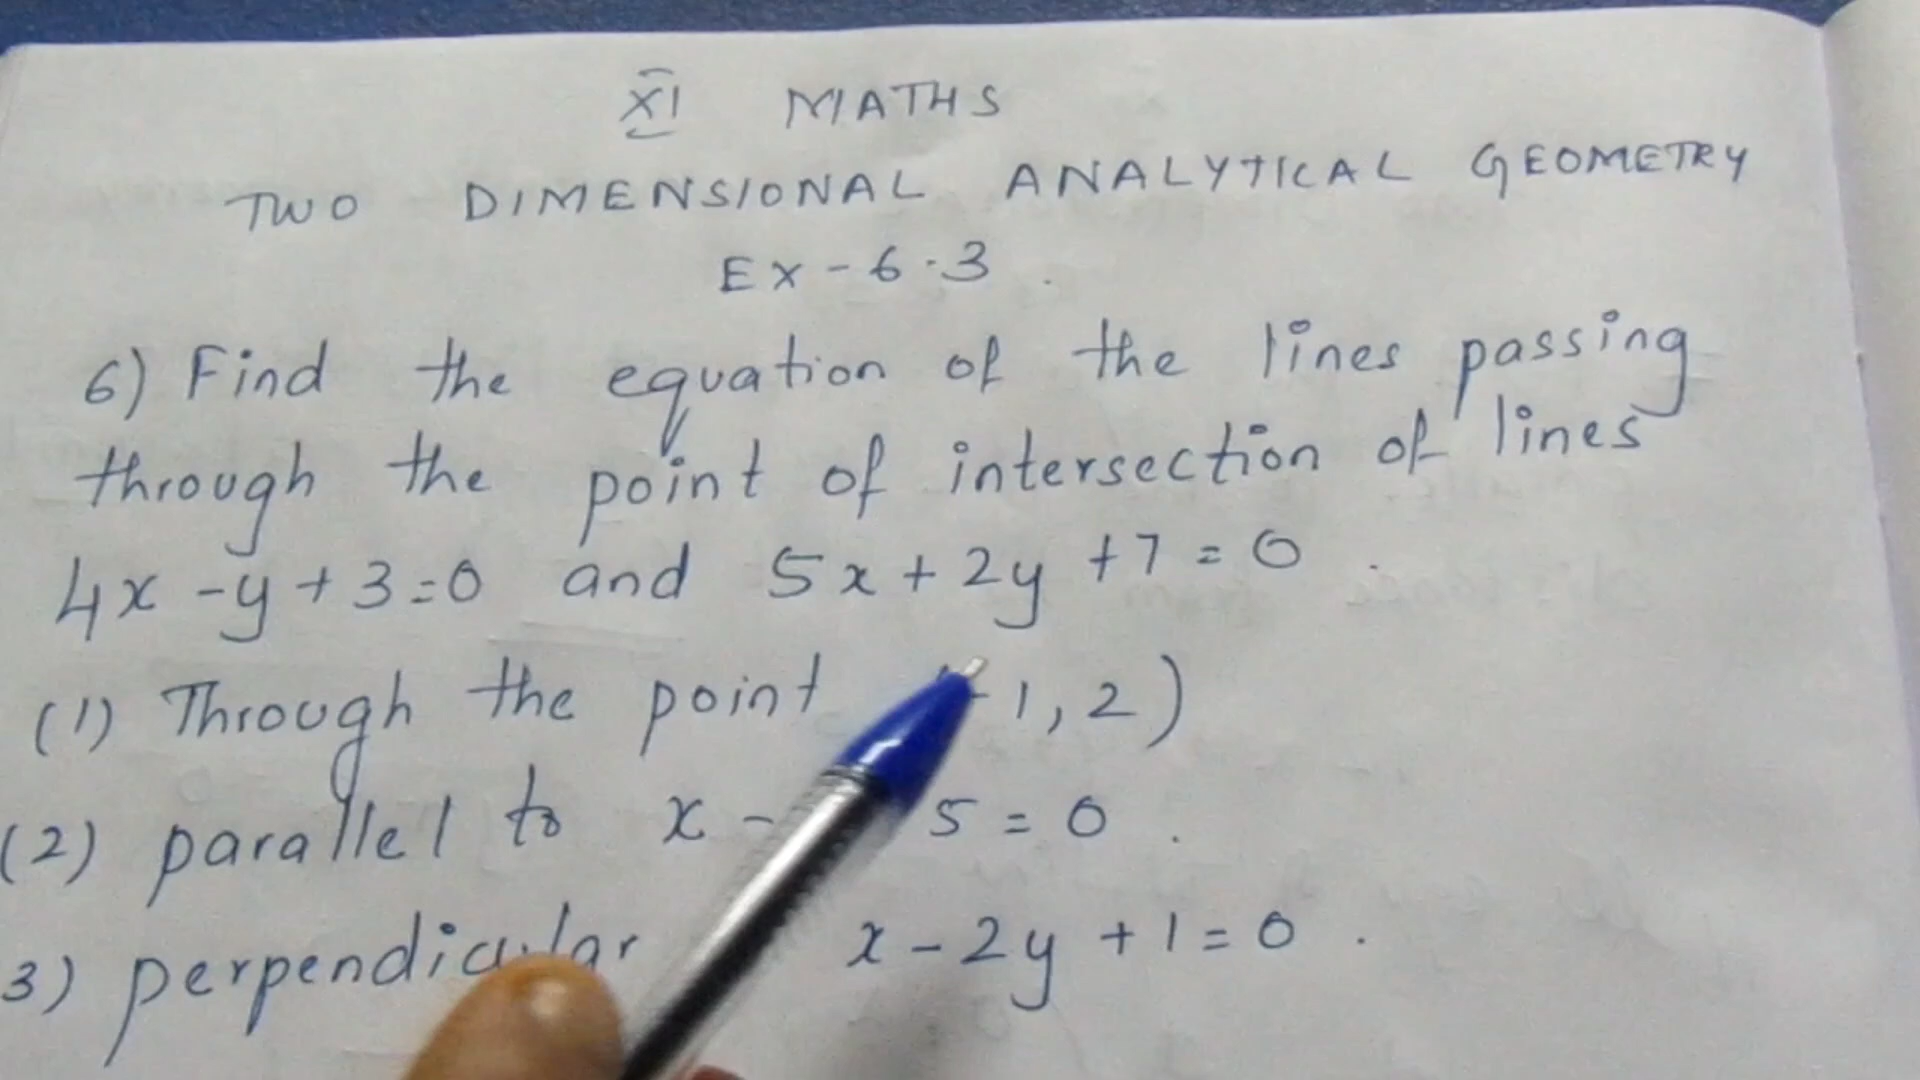 XI MATHS
TWO DIMENSIONAL ANALYTICAL GEOMETRY
EX - 6.3
6) Find the equation of the lines passing
through the point of intersection of lines
4x - y + 3 = 0 and 5x + 2y + 7 = 0
(1) Through the point (-1, 2)
(2) parallel to x - 5 = 0.
3) perpendicular x - 2y + 1 = 0.